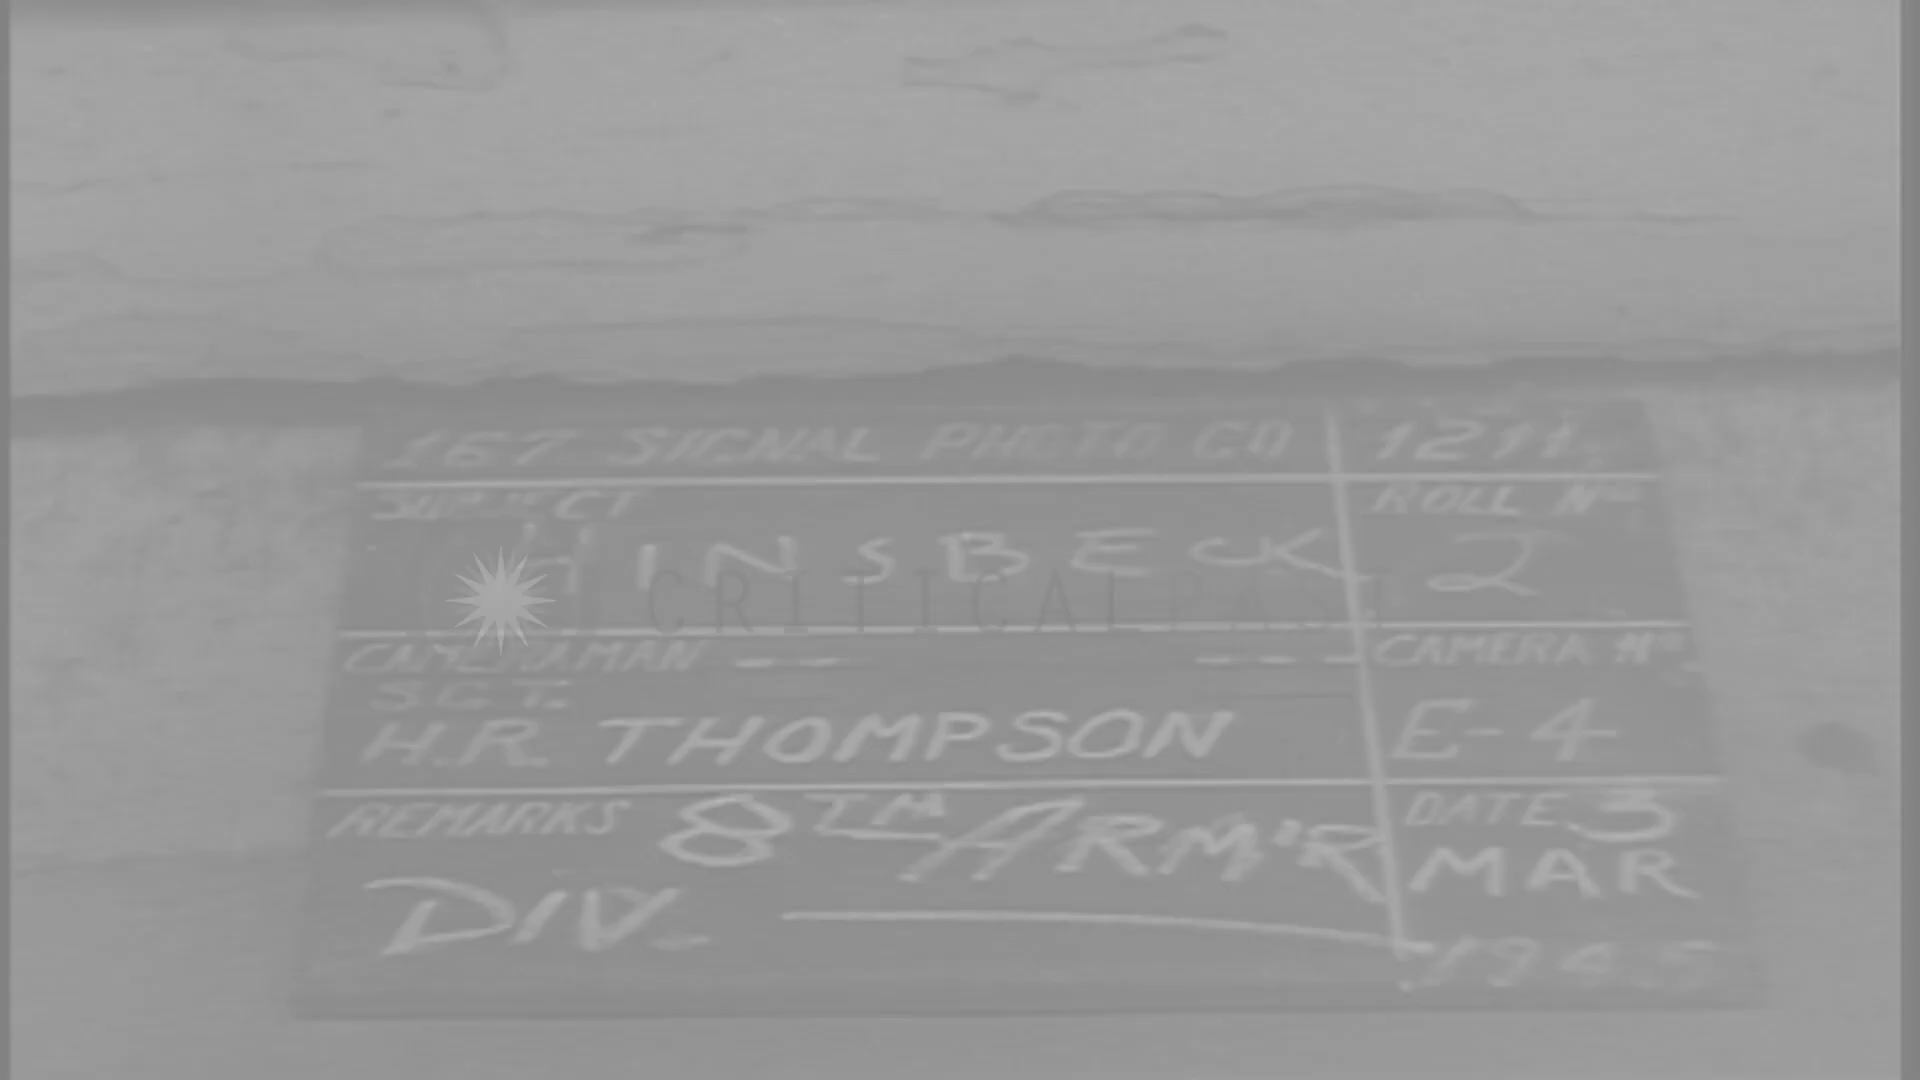 167 SIGNAL PHOTO CO 1211.
SUBJECT ROLL No
HINSBECK 2
CRITICALPAST
CAMERAMAN -- --- CAMERA No
SGT.
H.R. THOMPSON E-4
REMARKS 8TH ARM'R DATE 3
DIV. MAR
1945